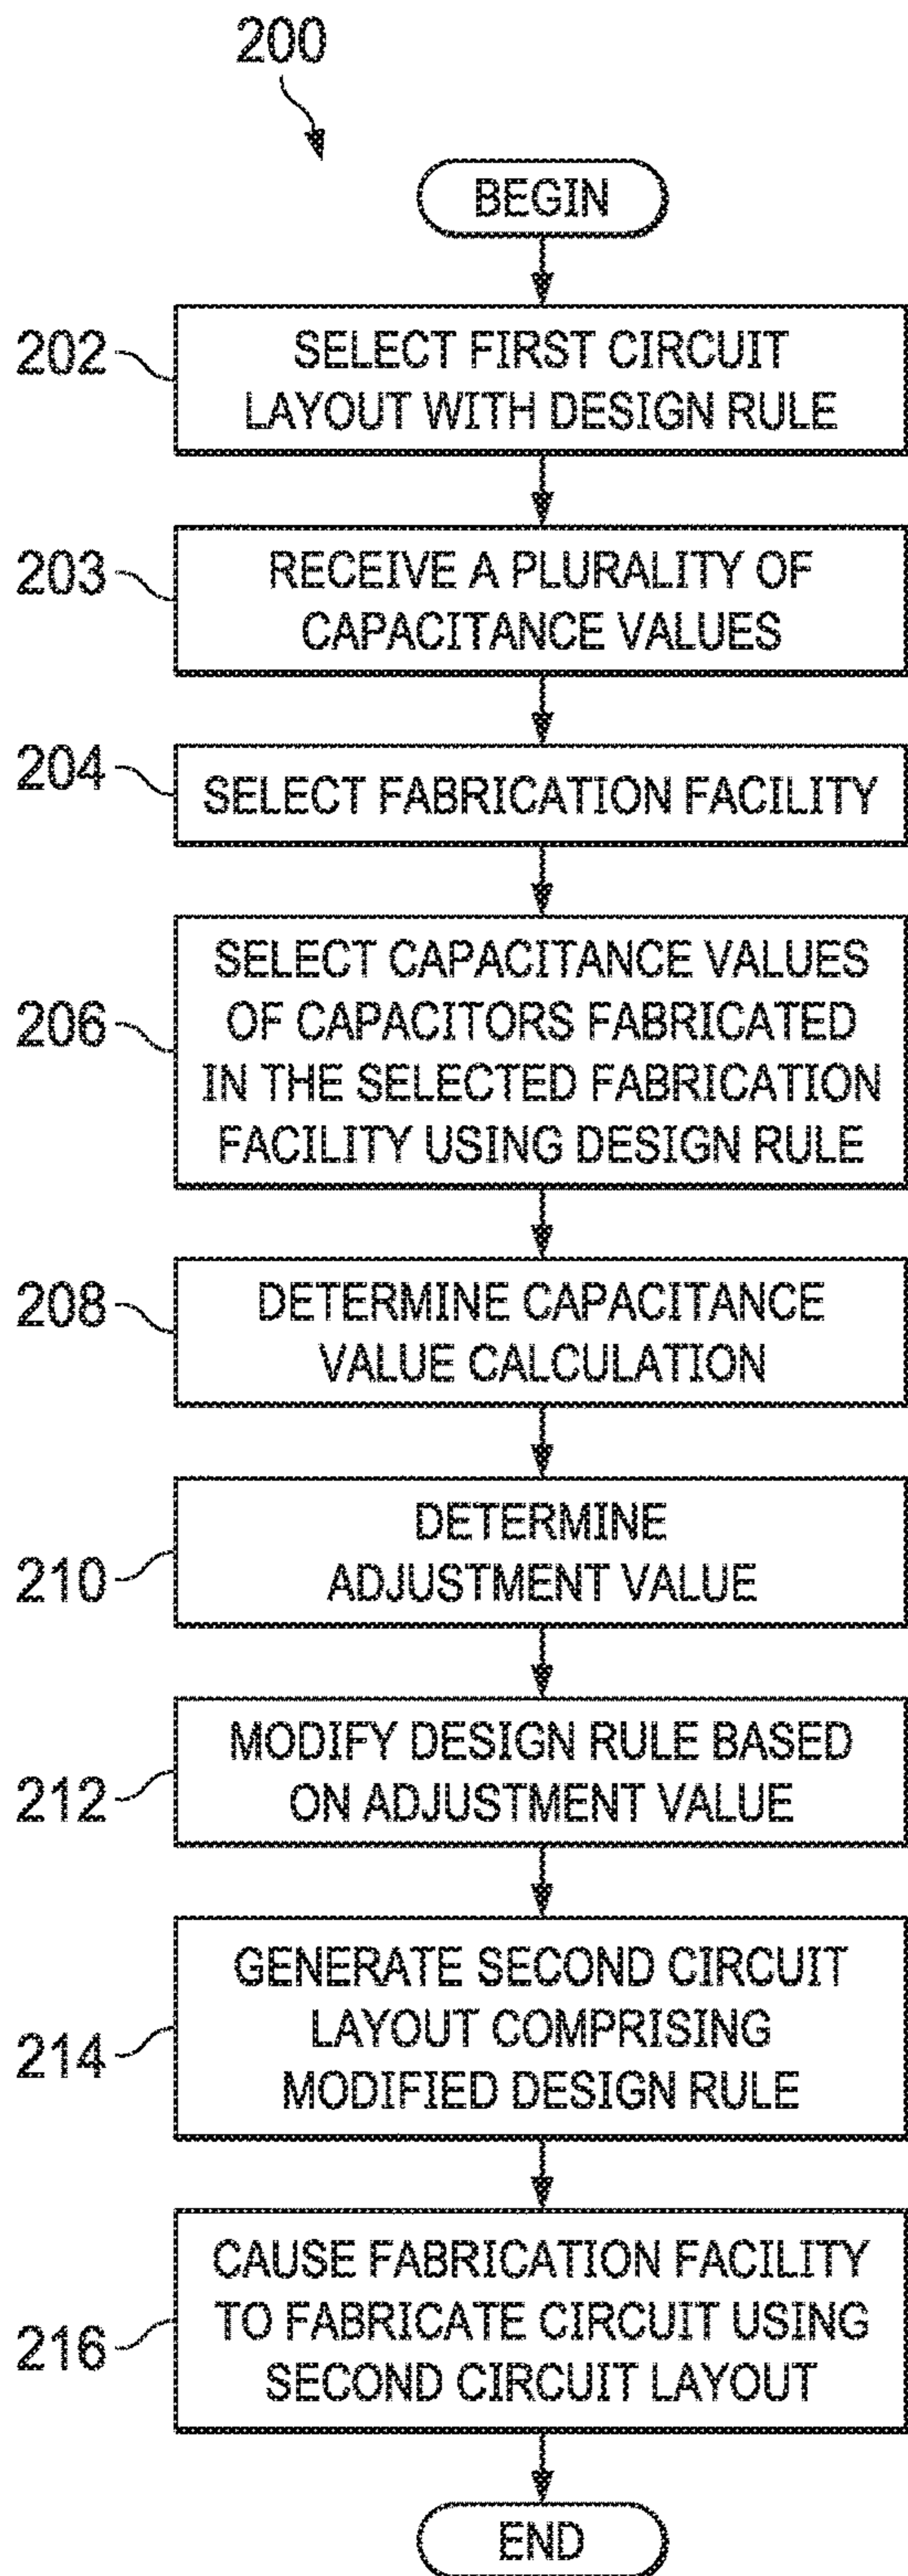 200
BEGIN
202
SELECT FIRST CIRCUIT
LAYOUT WITH DESIGN RULE
203
RECEIVE A PLURALITY OF
CAPACITANCE VALUES
204
SELECT FABRICATION FACILITY
206
SELECT CAPACITANCE VALUES
OF CAPACITORS FABRICATED
IN THE SELECTED FABRICATION
FACILITY USING DESIGN RULE
208
DETERMINE CAPACITANCE
VALUE CALCULATION
210
DETERMINE
ADJUSTMENT VALUE
212
MODIFY DESIGN RULE BASED
ON ADJUSTMENT VALUE
214
GENERATE SECOND CIRCUIT
LAYOUT COMPRISING
MODIFIED DESIGN RULE
216
CAUSE FABRICATION FACILITY
TO FABRICATE CIRCUIT USING
SECOND CIRCUIT LAYOUT
END